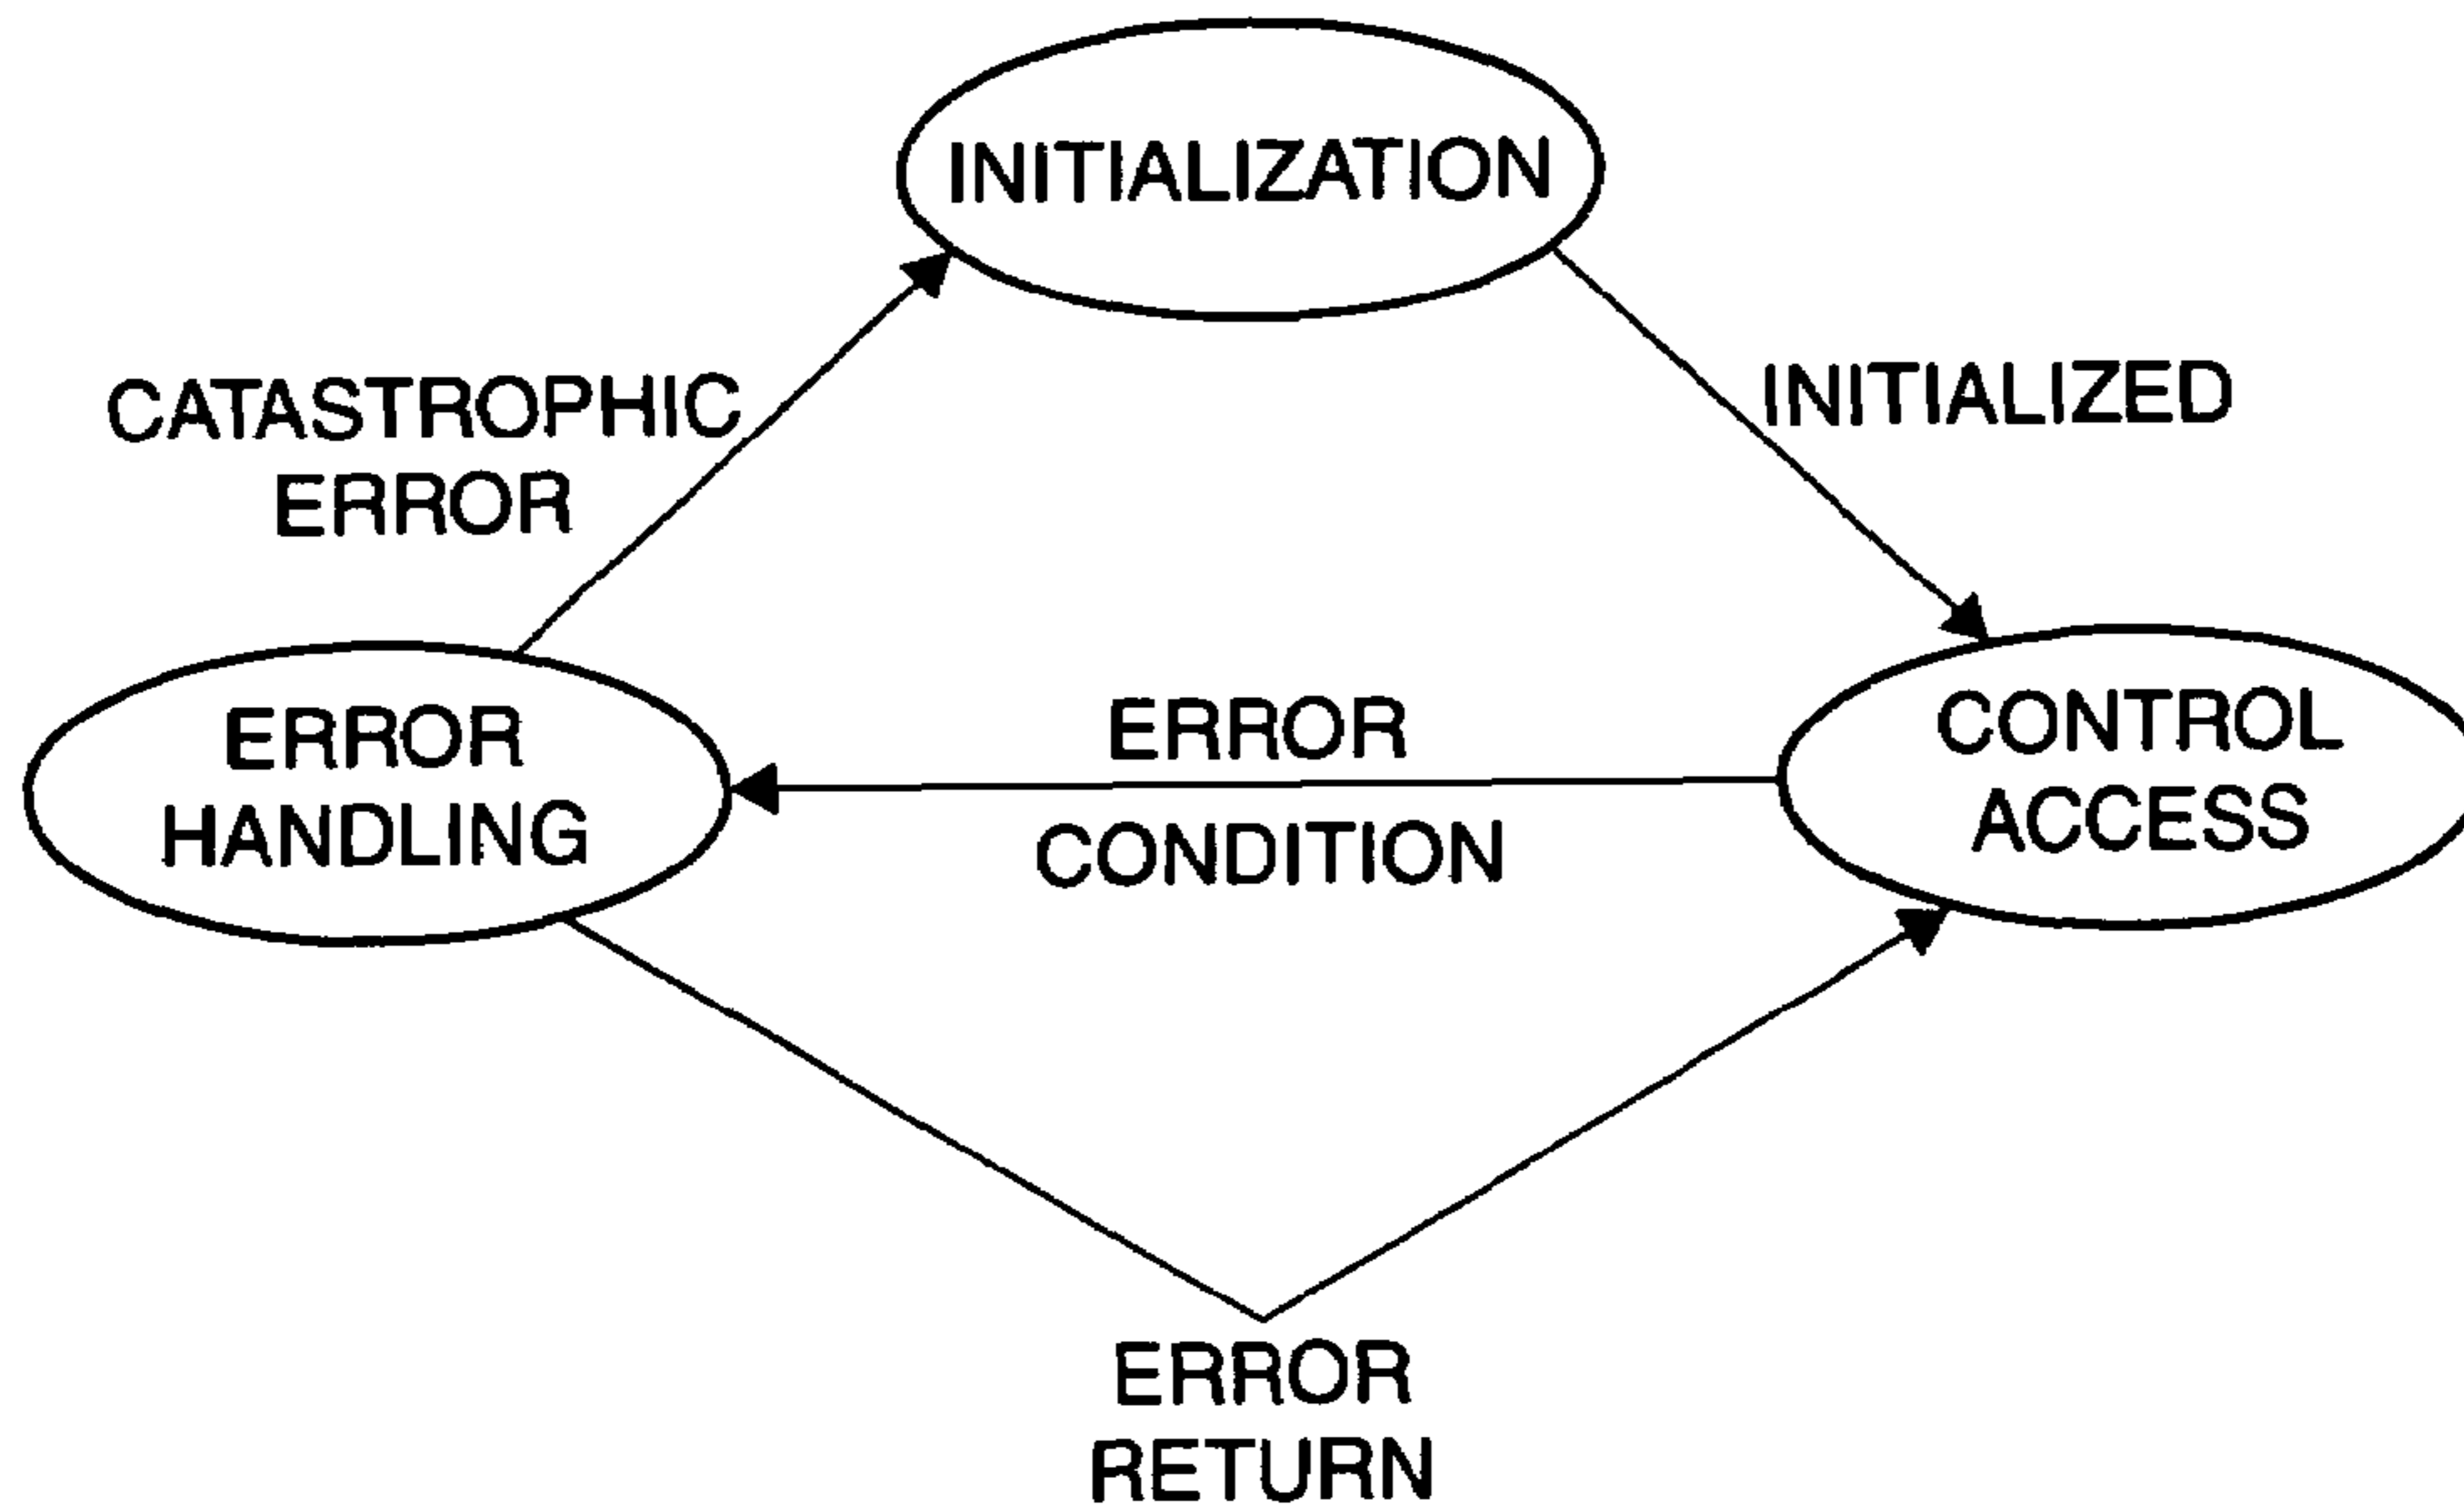 INITIALIZATION
CATASTROPHIC
ERROR
INITIALIZED
ERROR
HANDLING
ERROR
CONDITION
CONTROL
ACCESS
ERROR
RETURN